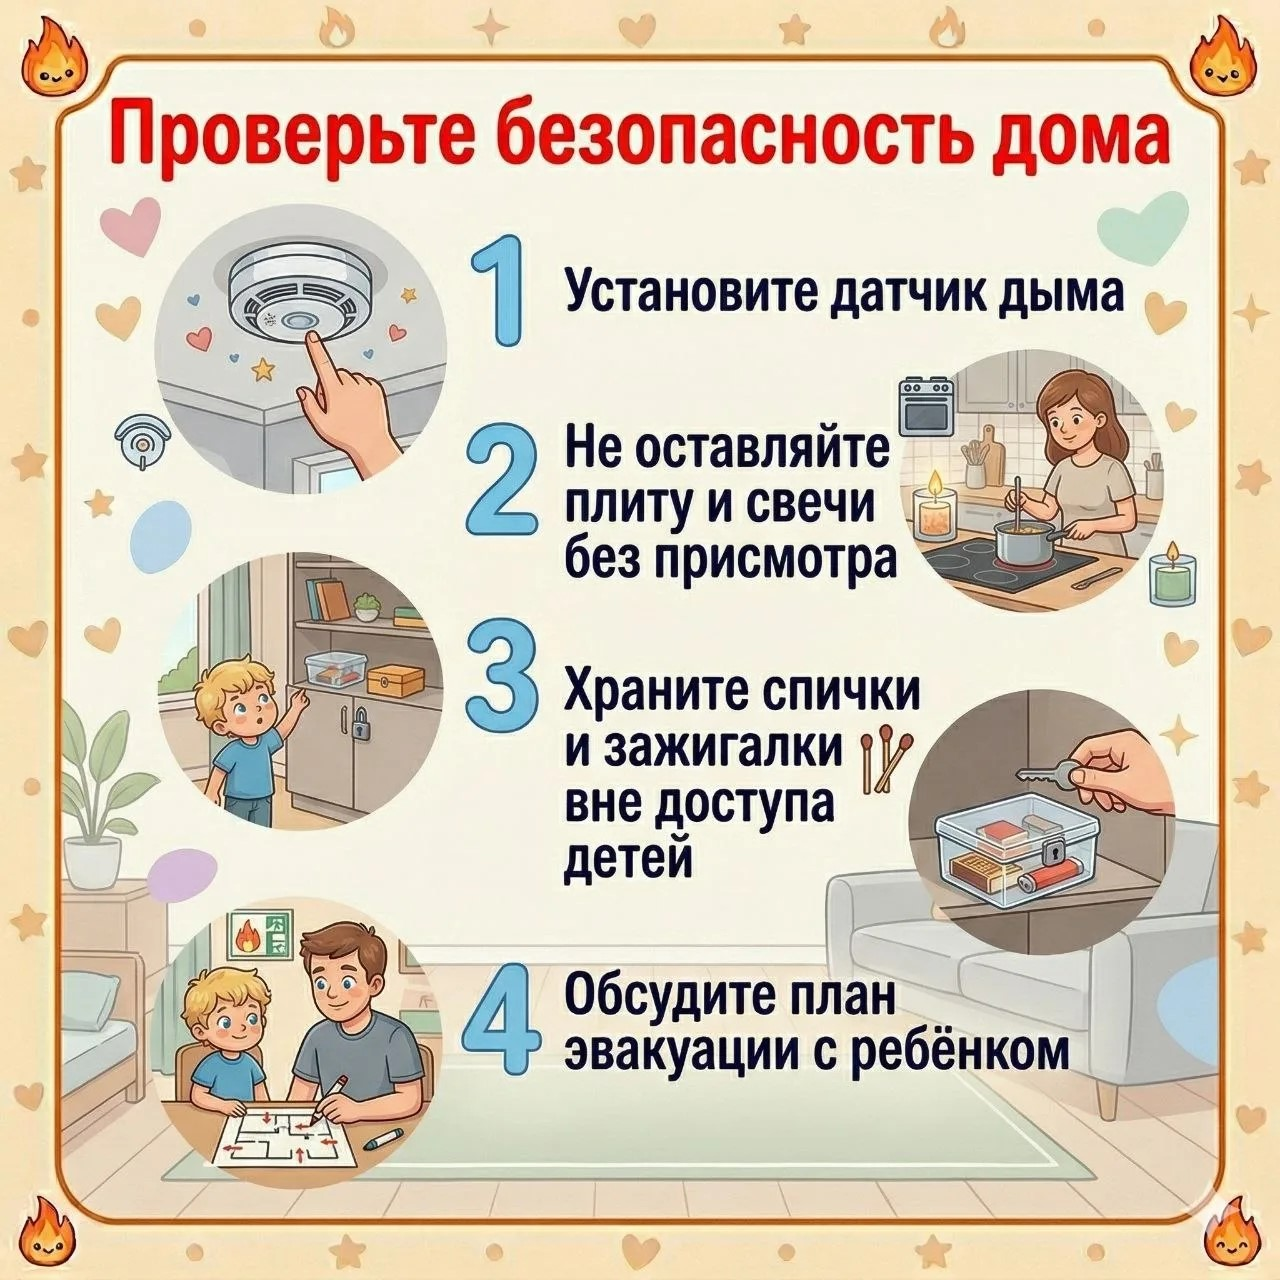 Проверьте безопасность дома
1
Установите датчик дыма
2
Не оставляйте
плиту и свечи
без присмотра
3
Храните спички
и зажигалки
вне доступа
детей
4
Обсудите план
эвакуации с ребёнком